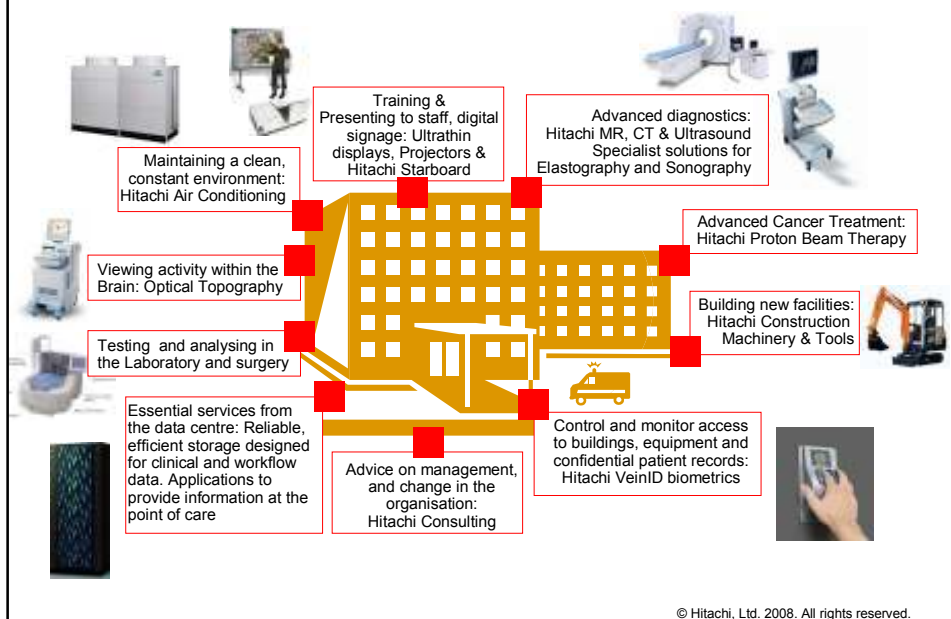 Training &
Presenting to staff, digital
signage: Ultrathin
displays, Projectors &
Hitachi Starboard
Advanced diagnostics:
Hitachi MR, CT & Ultrasound
Specialist solutions for
Elastography and Sonography
Maintaining a clean,
constant environment:
Hitachi Air Conditioning
Advanced Cancer Treatment:
Hitachi Proton Beam Therapy
Viewing activity within the
Brain: Optical Topography
Building new facilities:
Hitachi Construction
Machinery & Tools
Testing and analysing in
the Laboratory and surgery
Essential services from
the data centre: Reliable,
efficient storage designed
for clinical and workflow
data. Applications to
provide information at the
point of care
Advice on management,
and change in the
organisation:
Hitachi Consulting
Control and monitor access
to buildings, equipment and
confidential patient records:
Hitachi VeinID biometrics
© Hitachi, Ltd. 2008. All rights reserved.